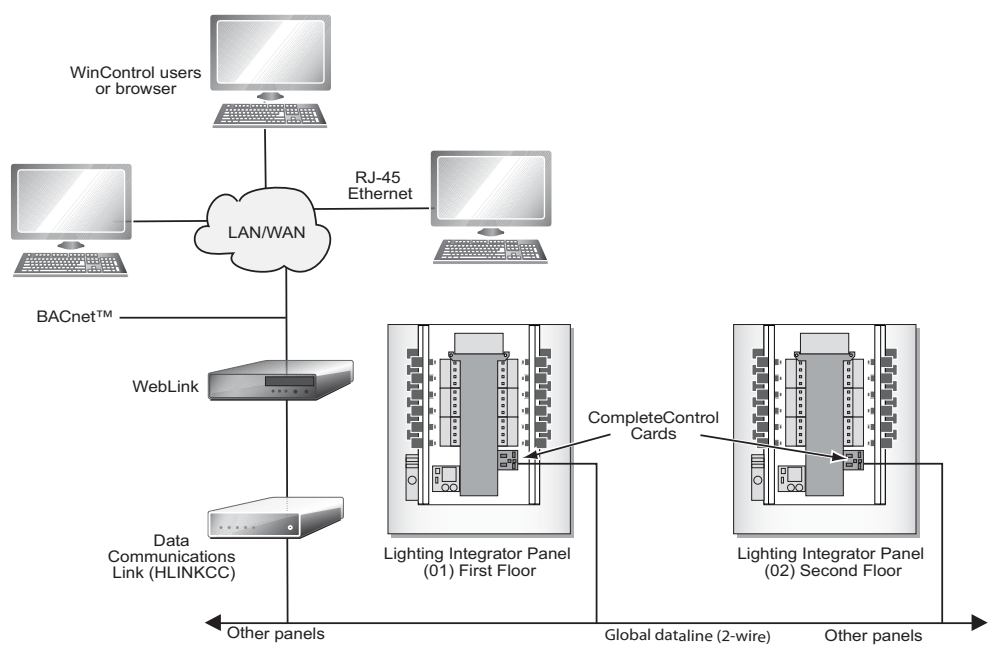 WinControl users
or browser
RJ-45
Ethernet
LAN/WAN
BACnet™
WebLink
CompleteControl
Cards
Data
Communications
Link (HLINKCC)
Lighting Integrator Panel
(01) First Floor
Lighting Integrator Panel
(02) Second Floor
Other panels
Global dataline (2-wire)
Other panels